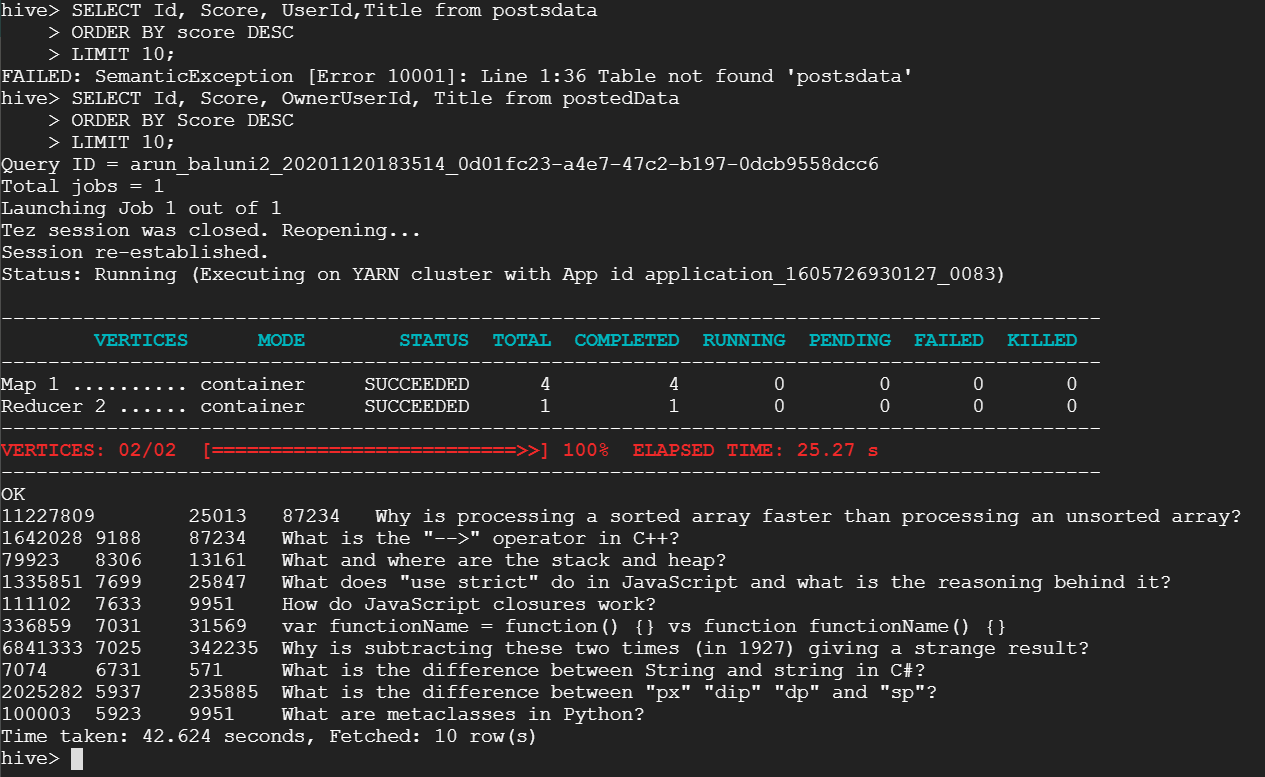 hive> SELECT Id, Score, UserId,Title from postsdata
    > ORDER BY score DESC
    > LIMIT 10;
FAILED: SemanticException [Error 10001]: Line 1:36 Table not found 'postsdata'
hive> SELECT Id, Score, OwnerUserId, Title from postedData
    > ORDER BY Score DESC
    > LIMIT 10;
Query ID = arun_baluni2_20201120183514_0d01fc23-a4e7-47c2-b197-0dcb9558dcc6
Total jobs = 1
Launching Job 1 out of 1
Tez session was closed. Reopening...
Session re-established.
Status: Running (Executing on YARN cluster with App id application_1605726930127_0083)
----------------------------------------------------------------------------------------------
        VERTICES      MODE        STATUS  TOTAL  COMPLETED  RUNNING  PENDING  FAILED  KILLED
----------------------------------------------------------------------------------------------
Map 1 .......... container     SUCCEEDED      4          4        0        0       0       0
Reducer 2 ...... container     SUCCEEDED      1          1        0        0       0       0
----------------------------------------------------------------------------------------------
VERTICES: 02/02  [==========================>>] 100%  ELAPSED TIME: 25.27 s
----------------------------------------------------------------------------------------------
OK
11227809        25013   87234   Why is processing a sorted array faster than processing an unsorted array?
1642028 9188    87234   What is the "-->" operator in C++?
79923   8306    13161   What and where are the stack and heap?
1335851 7699    25847   What does "use strict" do in JavaScript and what is the reasoning behind it?
111102  7633    9951    How do JavaScript closures work?
336859  7031    31569   var functionName = function() {} vs function functionName() {}
6841333 7025    342235  Why is subtracting these two times (in 1927) giving a strange result?
7074    6731    571     What is the difference between String and string in C#?
2025282 5937    235885  What is the difference between "px" "dip" "dp" and "sp"?
100003  5923    9951    What are metaclasses in Python?
Time taken: 42.624 seconds, Fetched: 10 row(s)
hive>